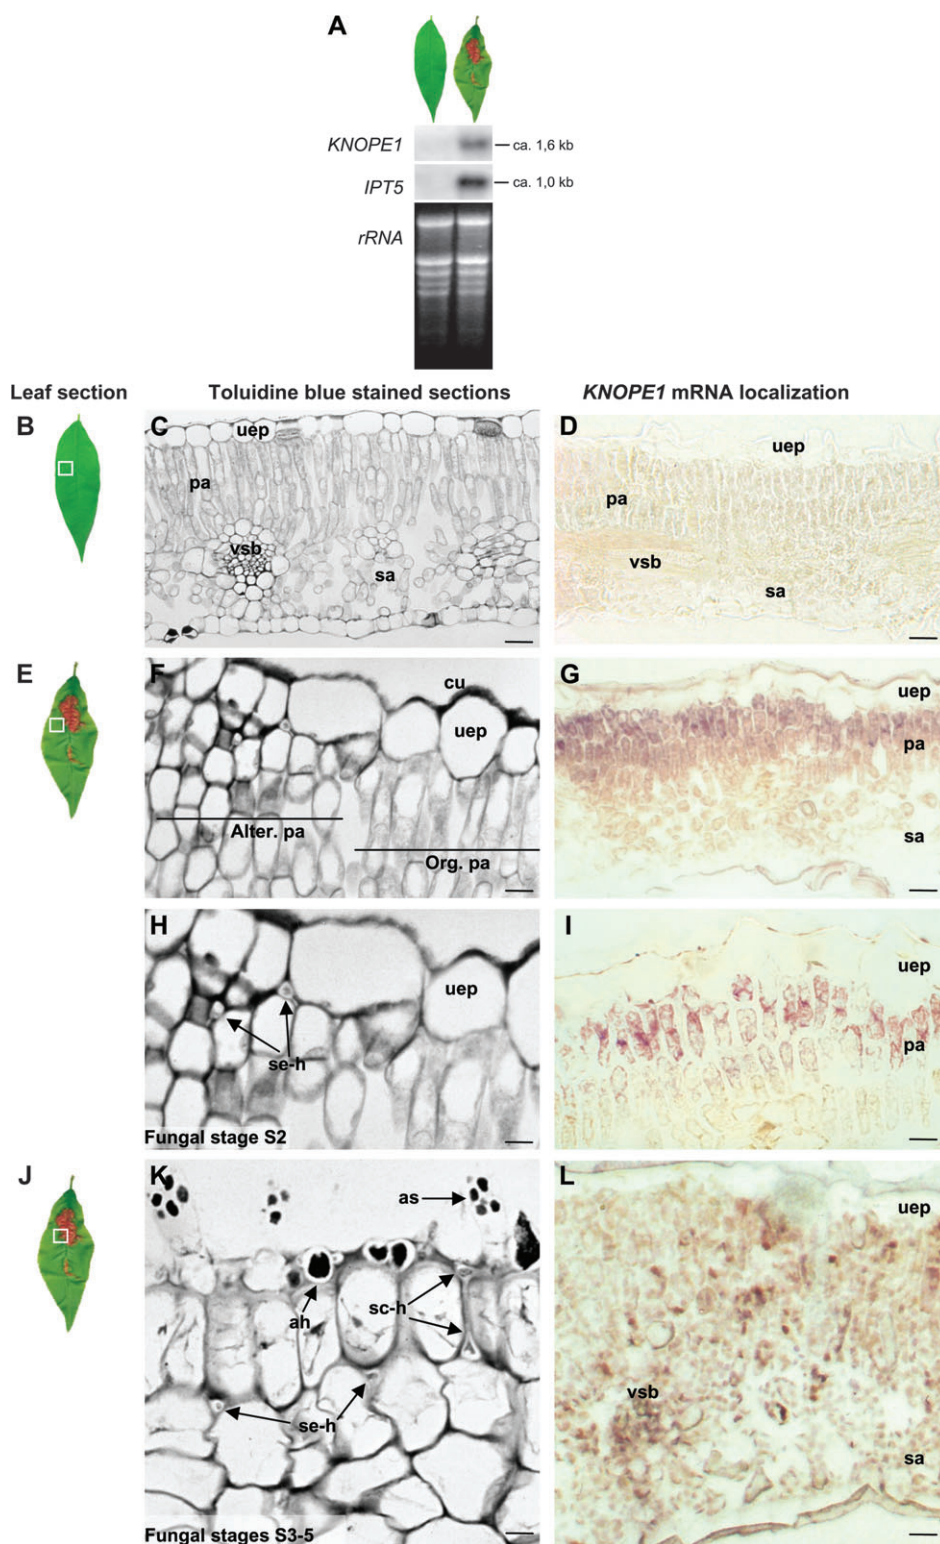 A
KNOPE1
ca. 1,6 kb
IPT5
ca. 1,0 kb
rRNA
Leaf section
Toluidine blue stained sections
KNOPE1 mRNA localization
B
C
uep
pa
vsb
sa
D
uep
pa
vsb
sa
E
F
cu
uep
Alter. pa
Org. pa
G
uep
pa
sa
H
uep
se-h
Fungal stage S2
I
uep
pa
J
K
as
ah
sc-h
se-h
Fungal stages S3-5
L
uep
vsb
sa